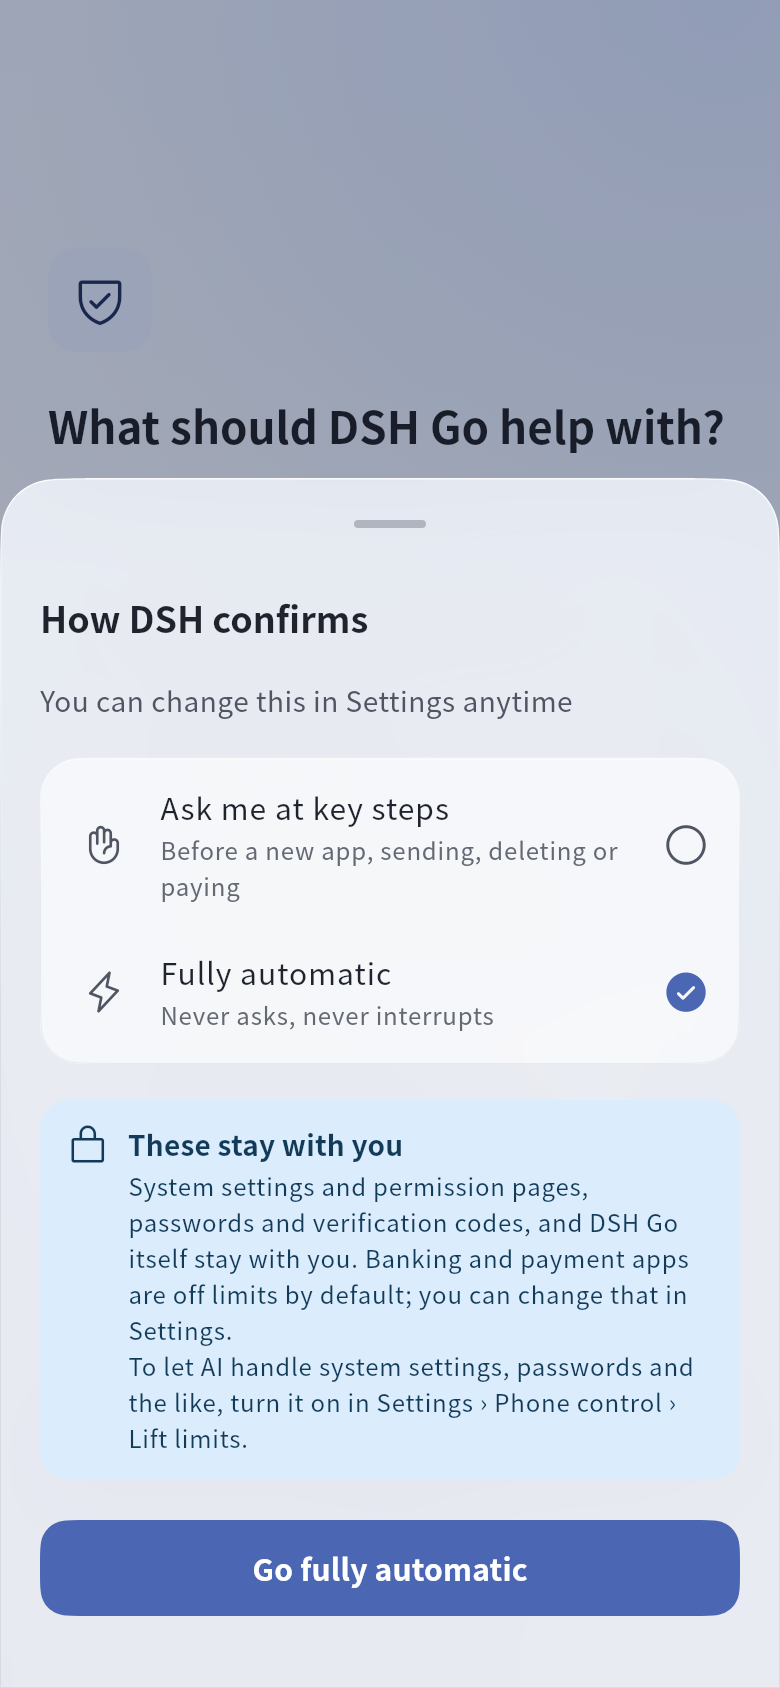 What should DSH Go help with?
How DSH confirms
You can change this in Settings anytime
Ask me at key steps
Before a new app, sending, deleting or
paying
Fully automatic
Never asks, never interrupts
These stay with you
System settings and permission pages,
passwords and verification codes, and DSH Go
itself stay with you. Banking and payment apps
are off limits by default; you can change that in
Settings.
To let AI handle system settings, passwords and
the like, turn it on in Settings › Phone control ›
Lift limits.
Go fully automatic